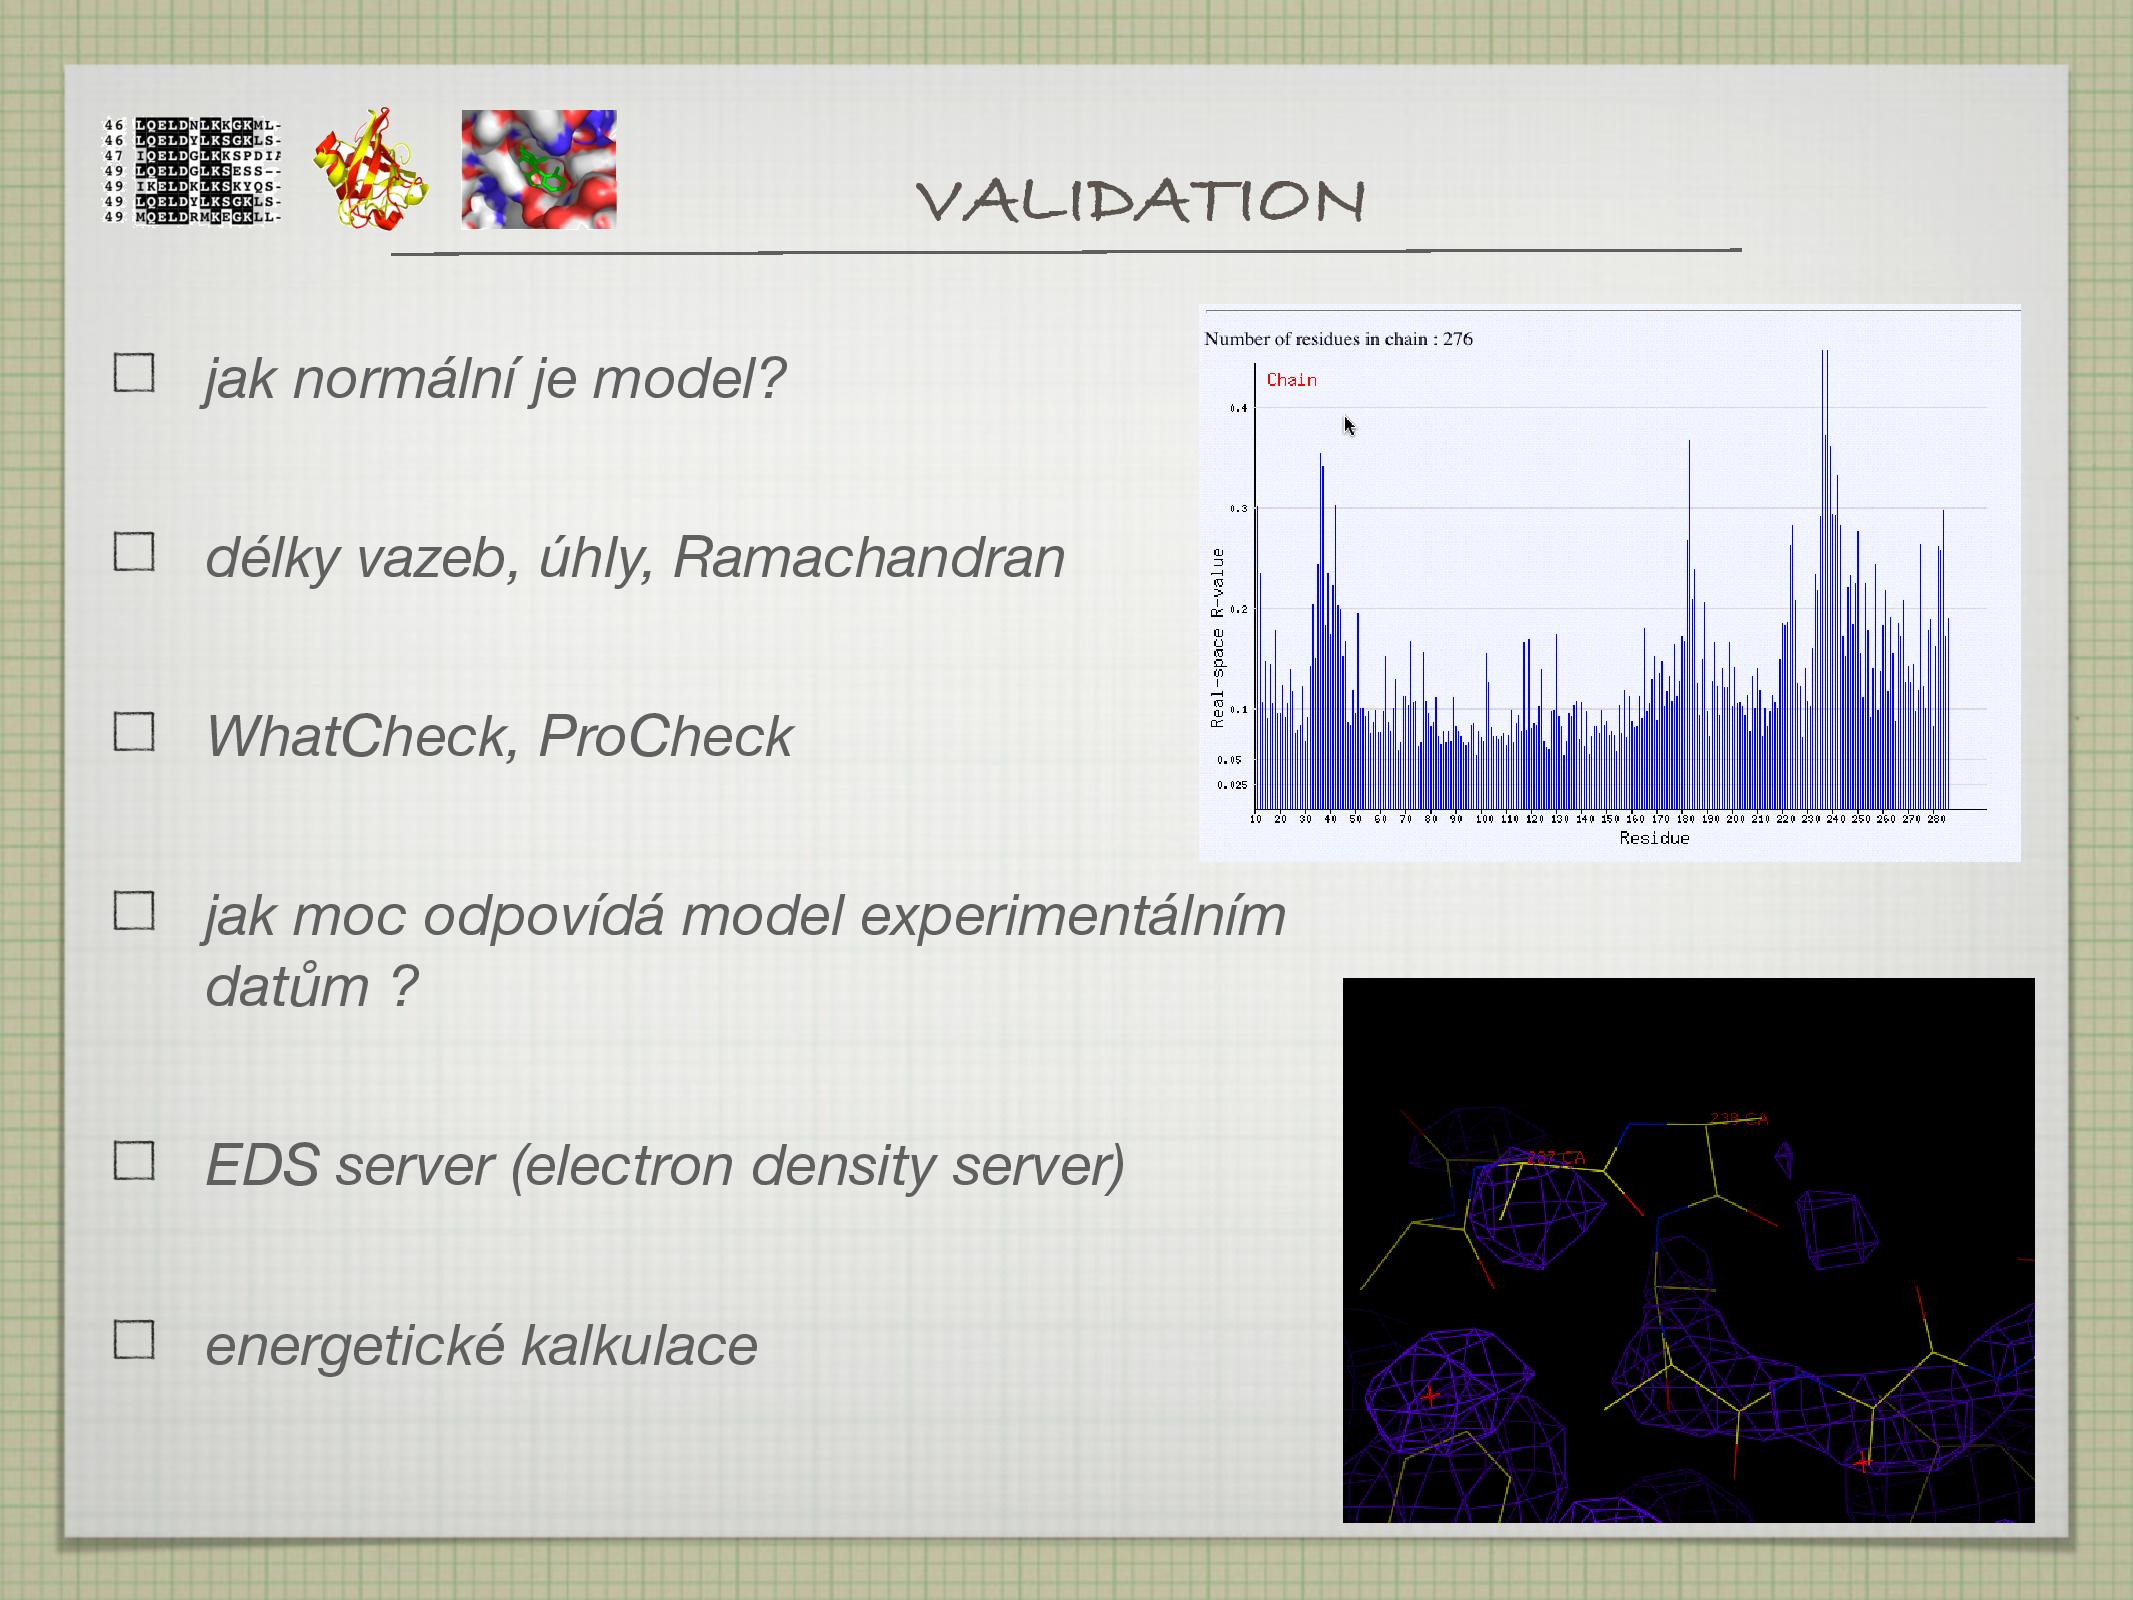 46 LQELDNLKKGKML-
46 LQELDYLKSGKLS-
47 IQELDGLKKSPDI
49 LQELDGLKSESS--
49 IKELDKLKSKYQS-
49 LQELDYLKSGKLS-
49 MQELDRMKEGKLL-
VALIDATION
jak normální je model?
délky vazeb, úhly, Ramachandran
WhatCheck, ProCheck
jak moc odpovídá model experimentálním
datům ?
EDS server (electron density server)
energetické kalkulace
Number of residues in chain : 276
Chain
0.4
0.3
0.2
0.1
0.05
0.025
Real-space R-value
10 20 30 40 50 60 70 80 90 100 110 120 130 140 150 160 170 180 190 200 210 220 230 240 250 260 270 280
Residue
238 CA
237 CA